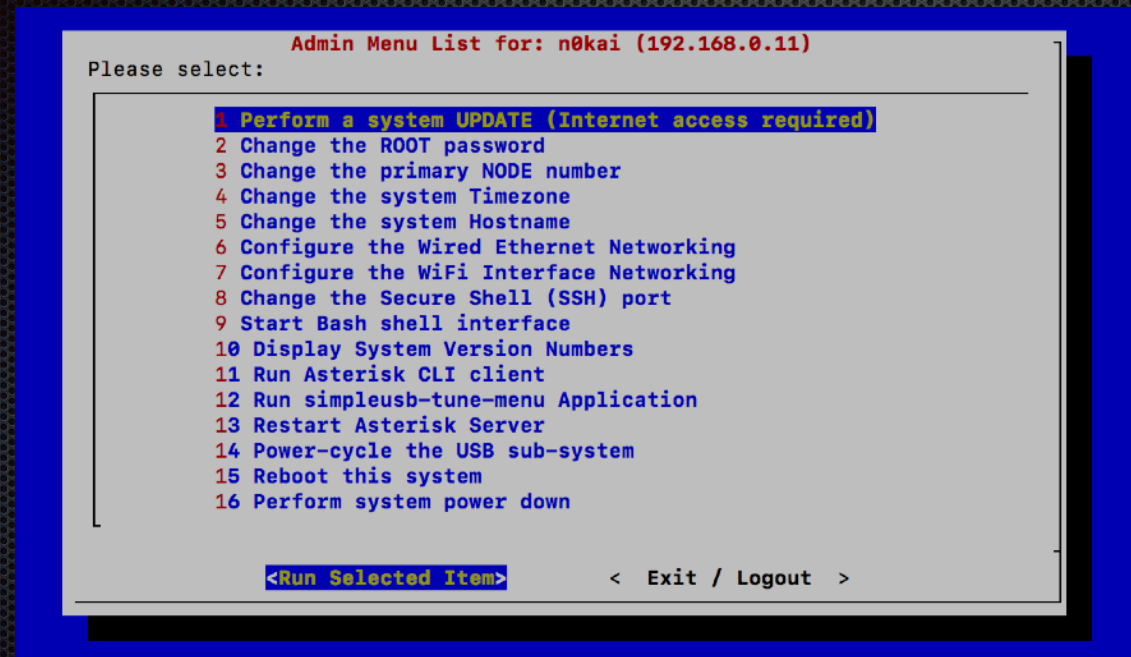 Admin Menu List for: n0kai (192.168.0.11)
Please select:
1 Perform a system UPDATE (Internet access required)
2 Change the ROOT password
3 Change the primary NODE number
4 Change the system Timezone
5 Change the system Hostname
6 Configure the Wired Ethernet Networking
7 Configure the WiFi Interface Networking
8 Change the Secure Shell (SSH) port
9 Start Bash shell interface
10 Display System Version Numbers
11 Run Asterisk CLI client
12 Run simpleusb-tune-menu Application
13 Restart Asterisk Server
14 Power-cycle the USB sub-system
15 Reboot this system
16 Perform system power down
<Run Selected Item> < Exit / Logout >